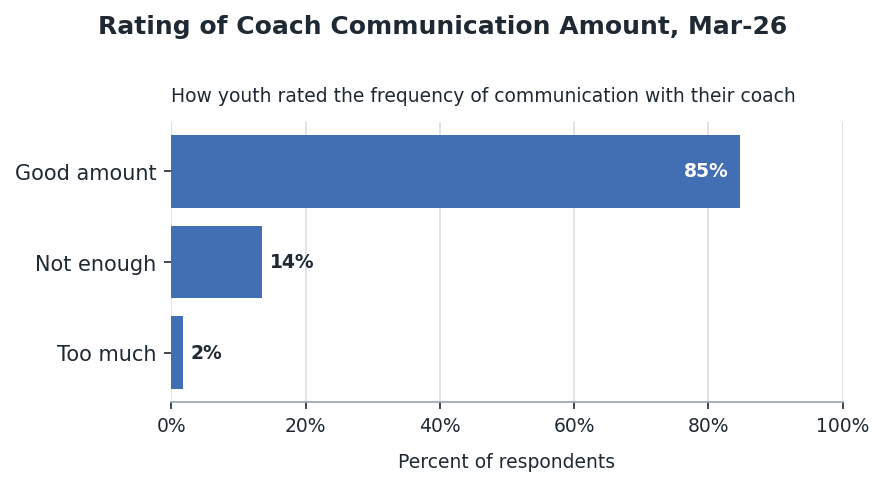 Rating of Coach Communication Amount, Mar-26
How youth rated the frequency of communication with their coach
Good amount
85%
Not enough
14%
Too much
2%
0% 20% 40% 60% 80% 100%
Percent of respondents